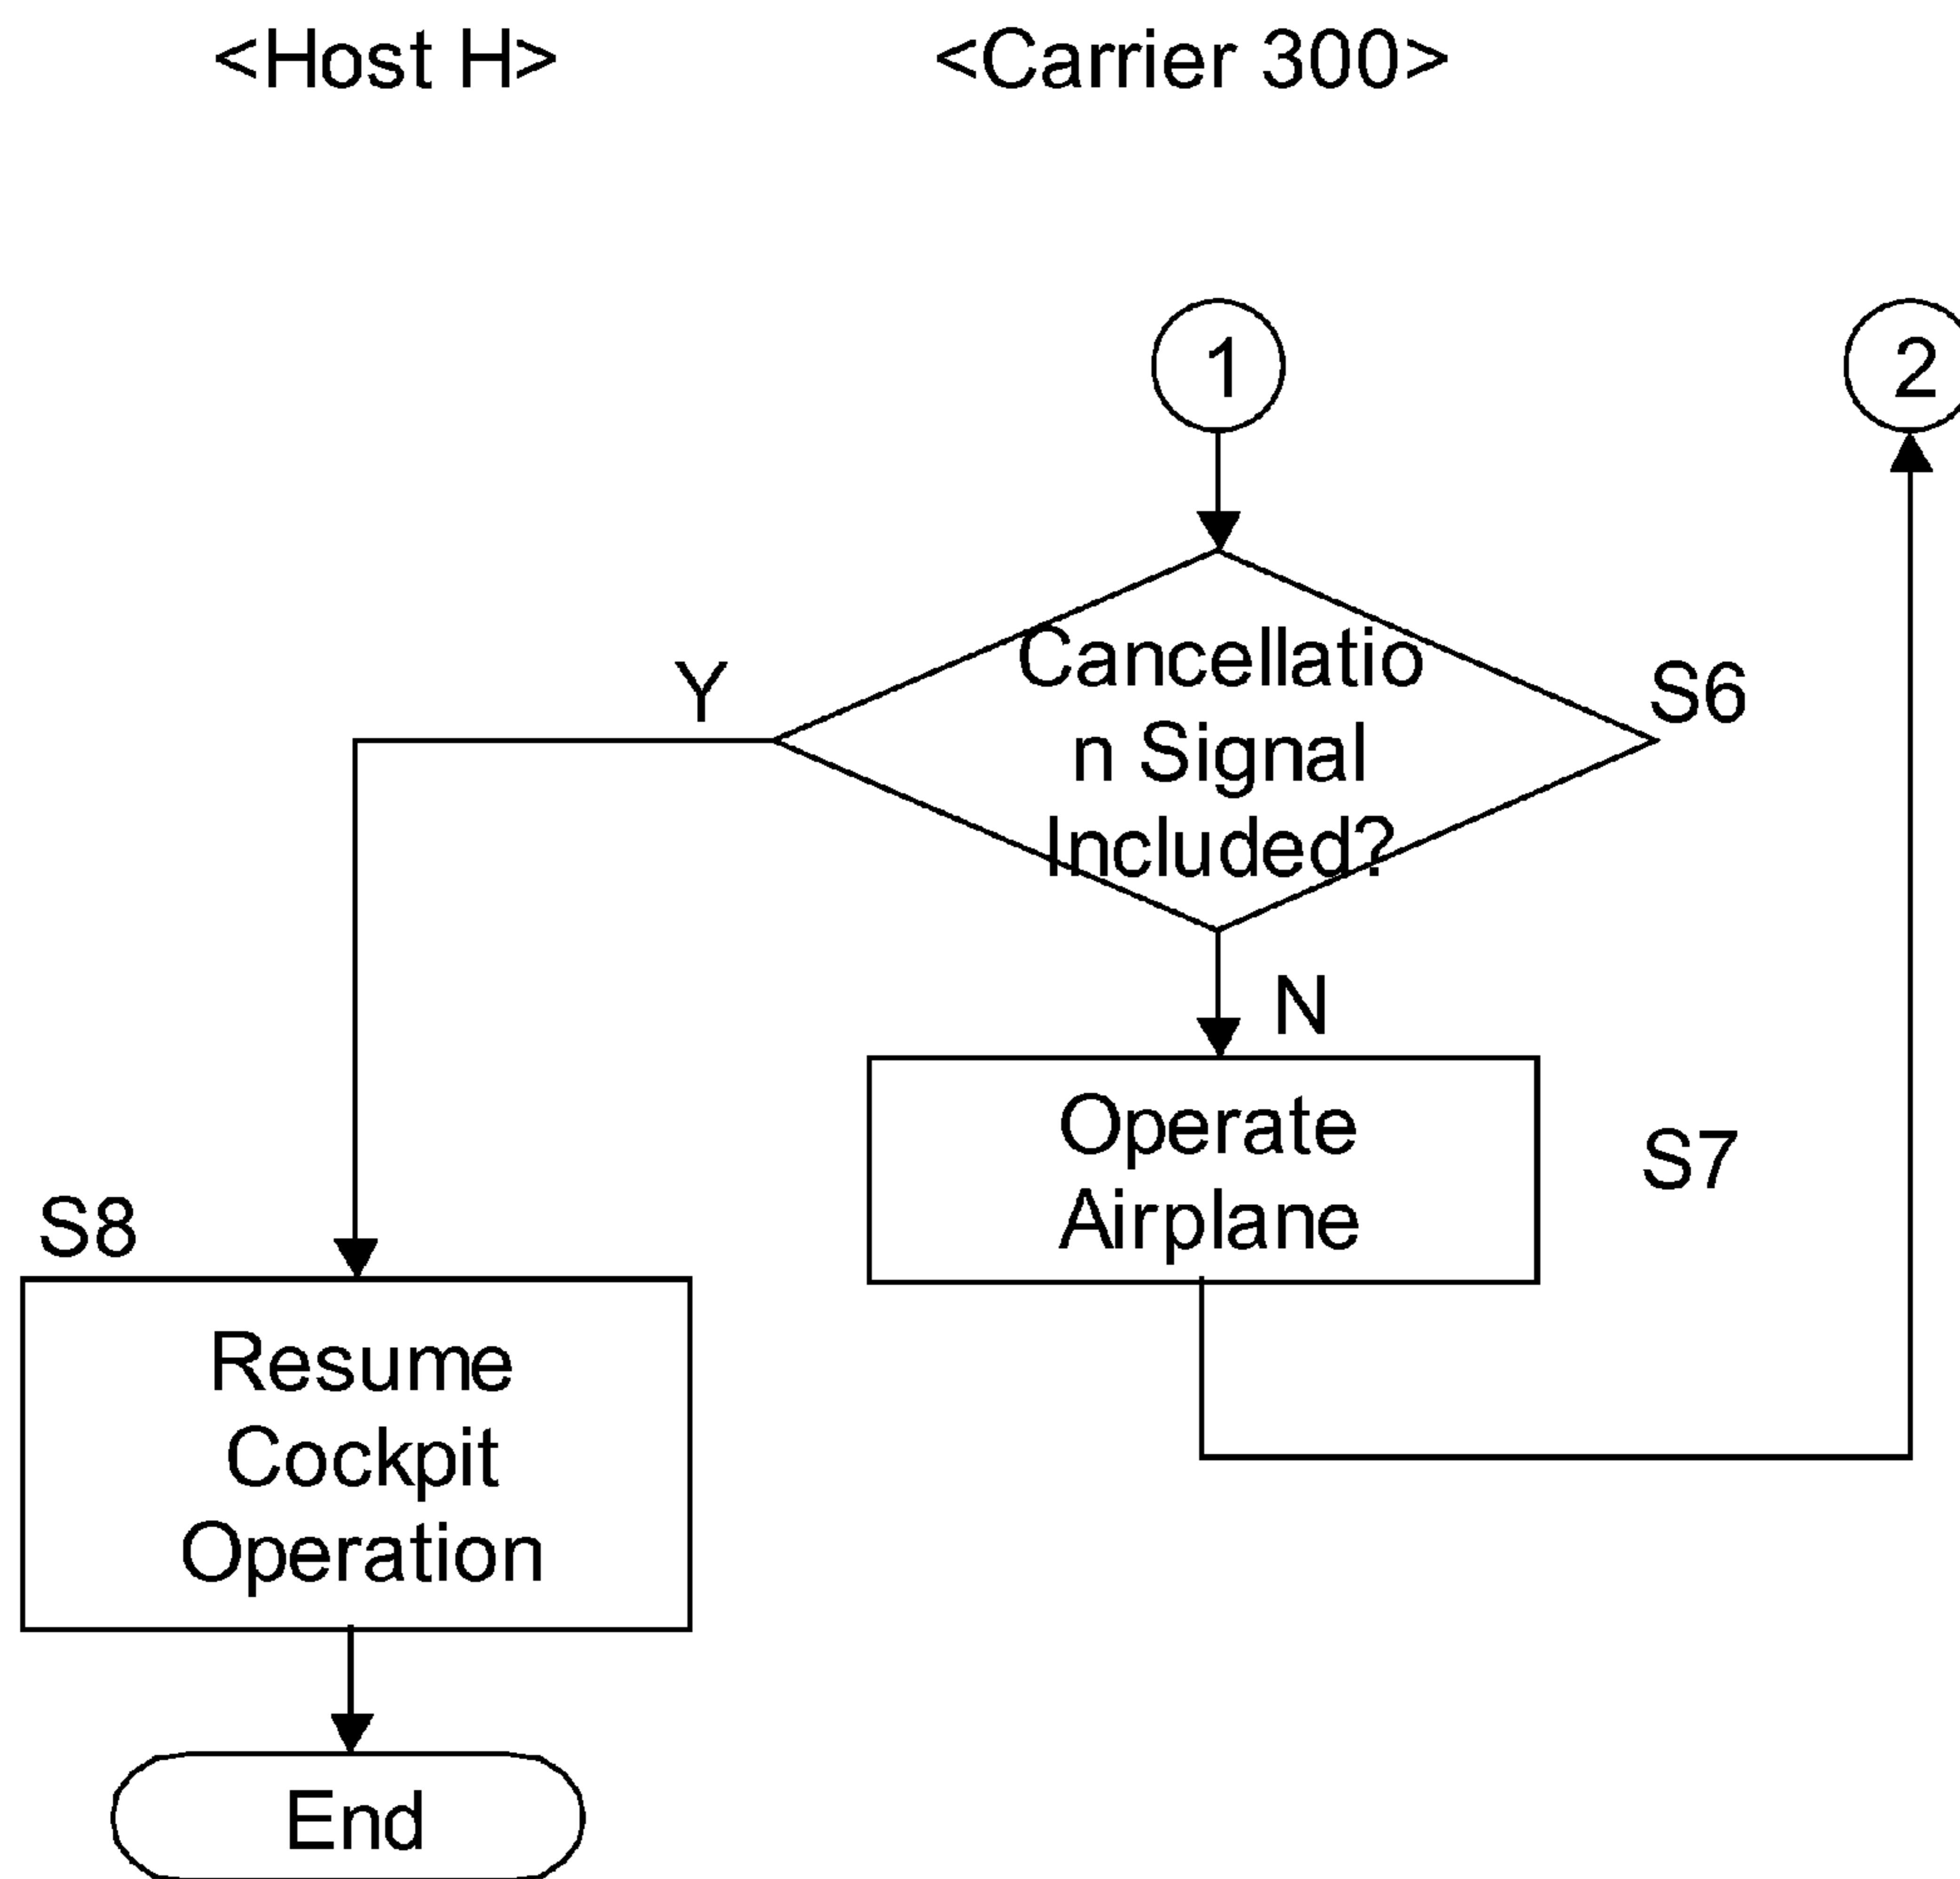 <Host H>
<Carrier 300>
1
2
Cancellatio
n Signal
Included?
Y
S6
N
Operate
Airplane
S7
S8
Resume
Cockpit
Operation
End